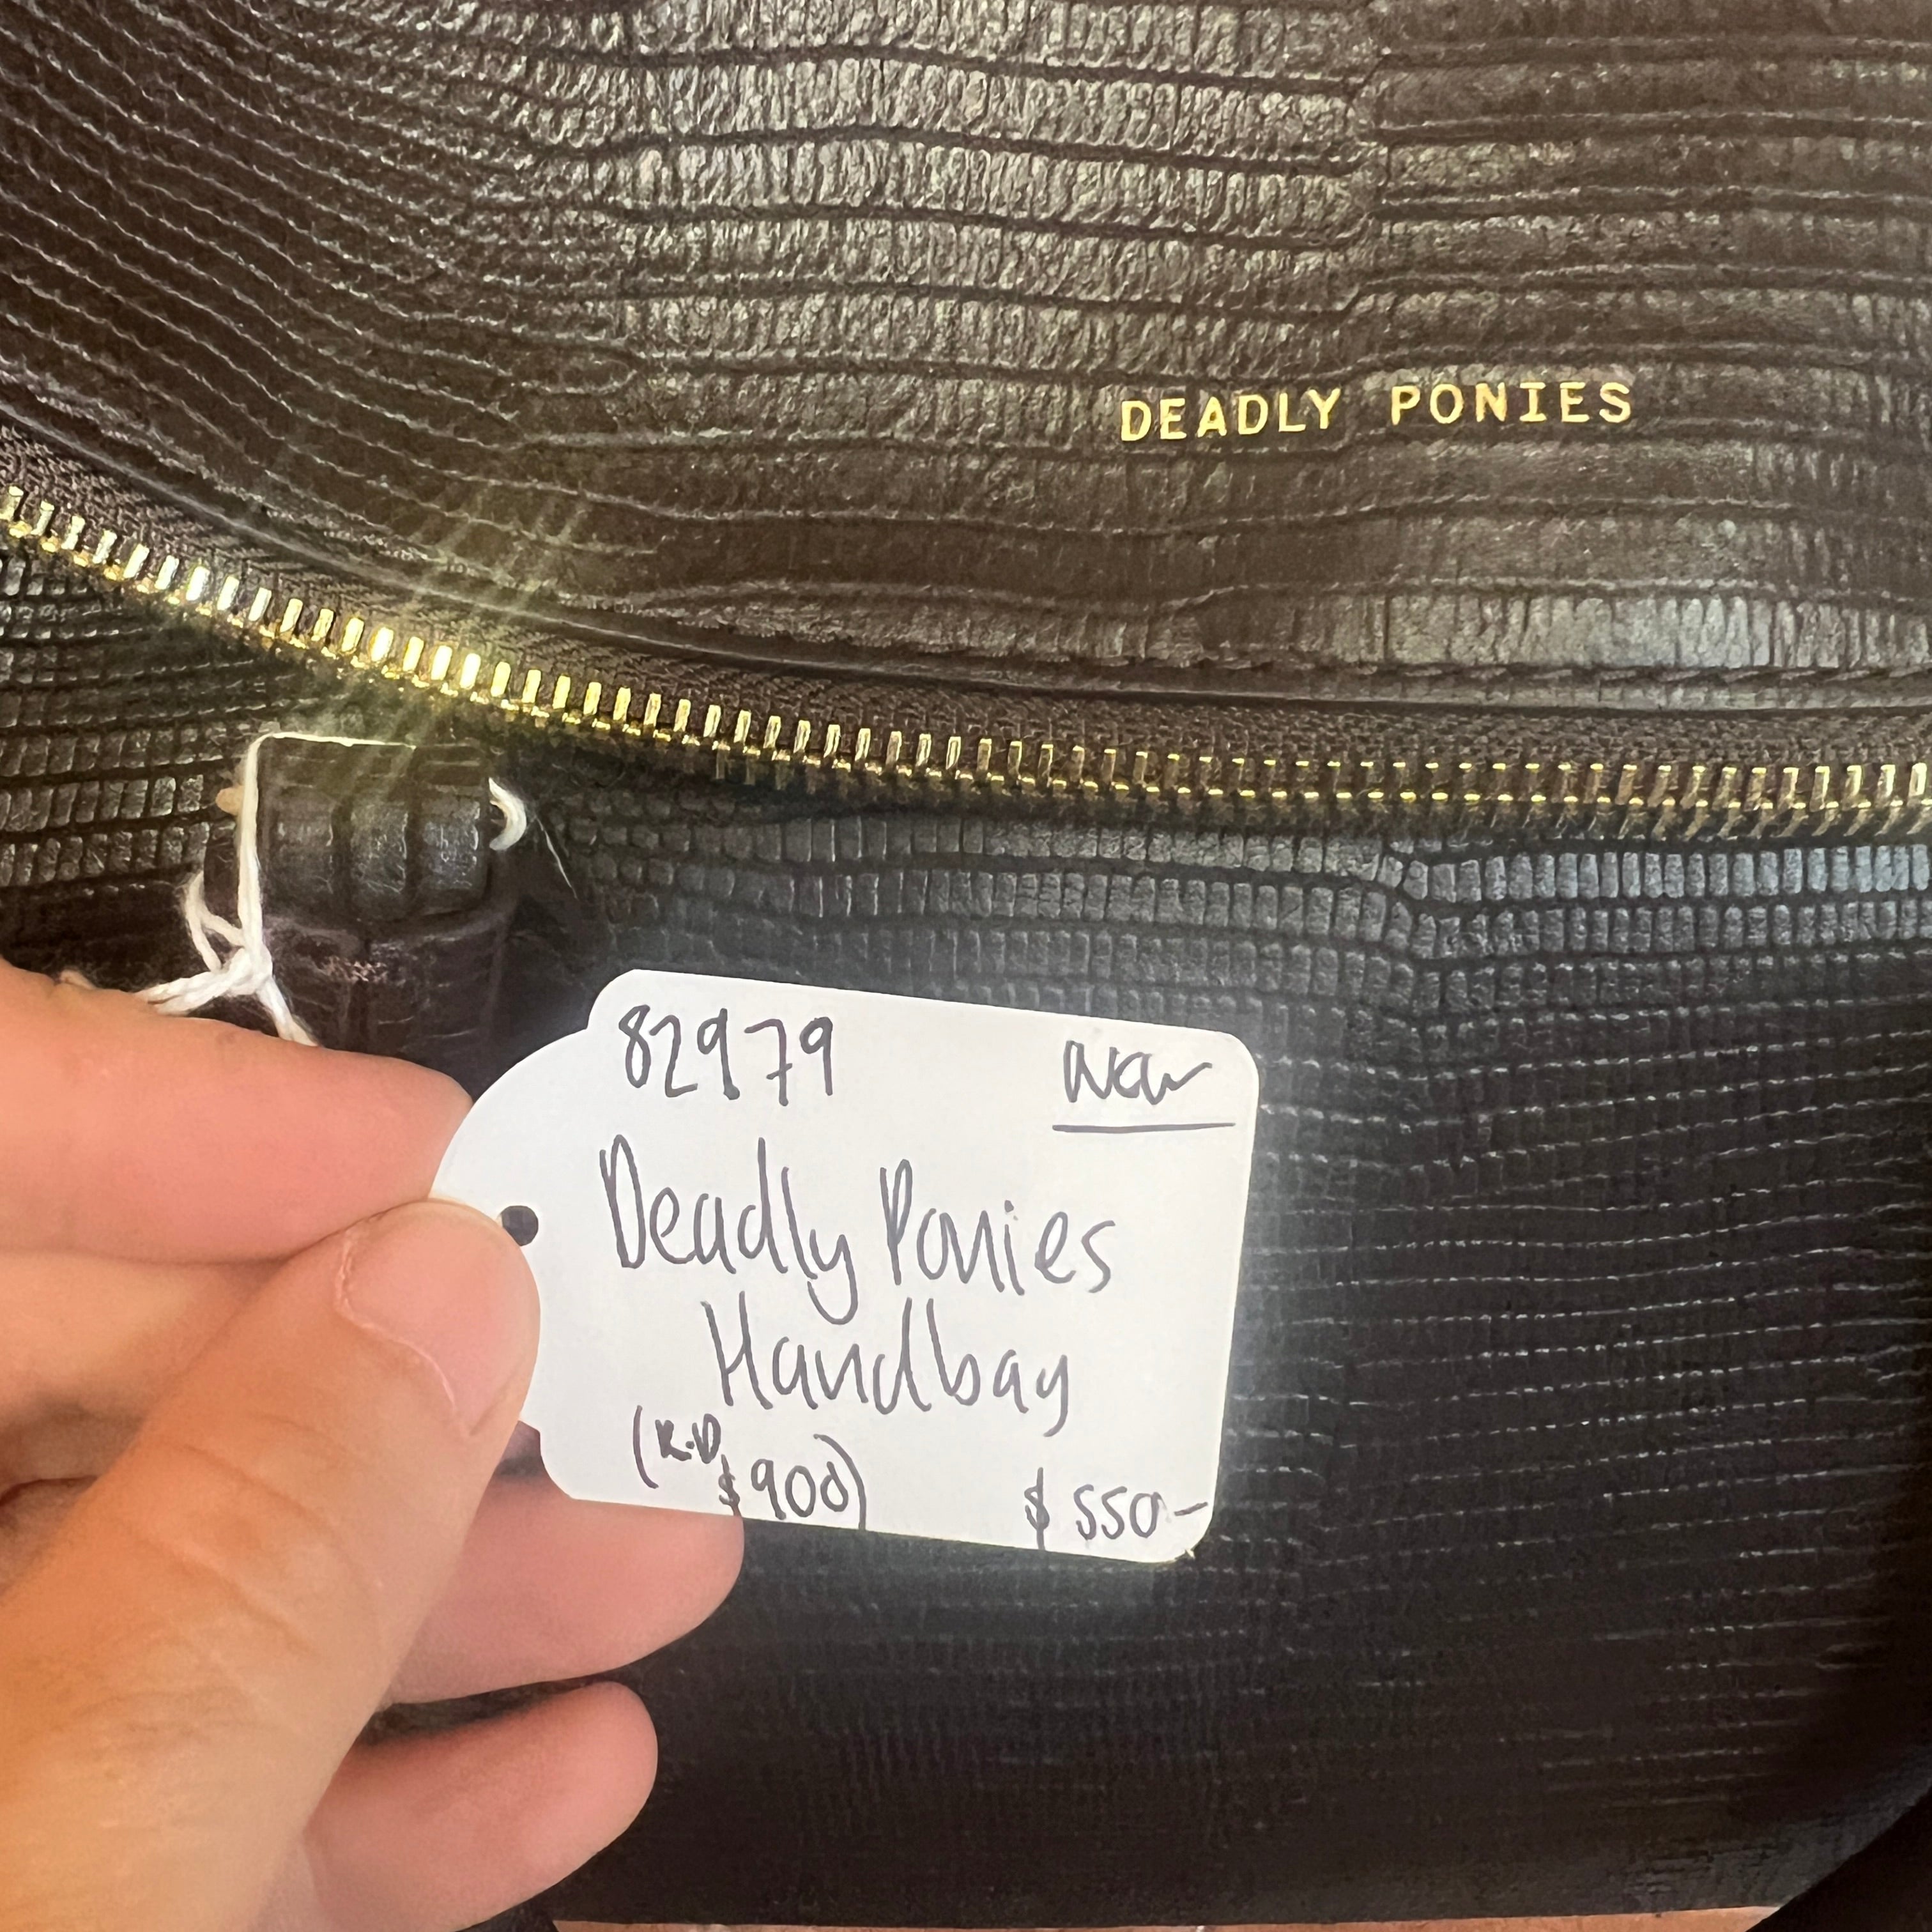 DEADLY PONIES
82979 New
Deadly Ponies
Handbag
(R.P $900) $550-